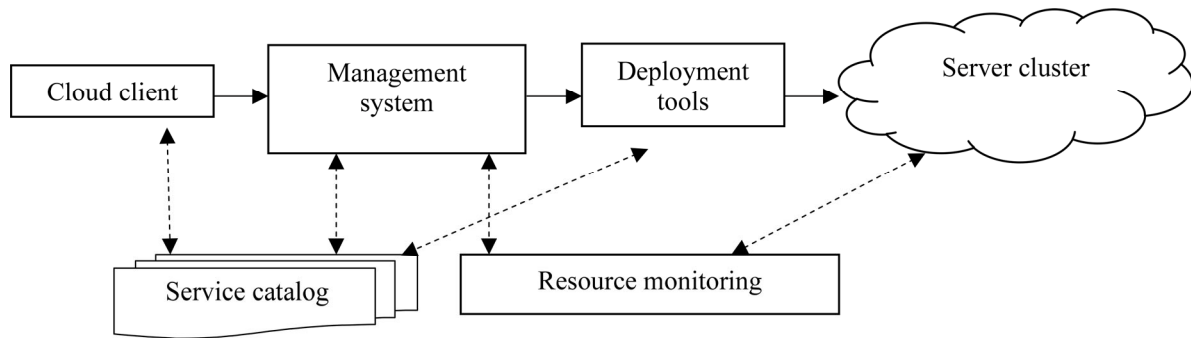 Cloud client
Management
system
Deployment
tools
Server cluster
Service catalog
Resource monitoring